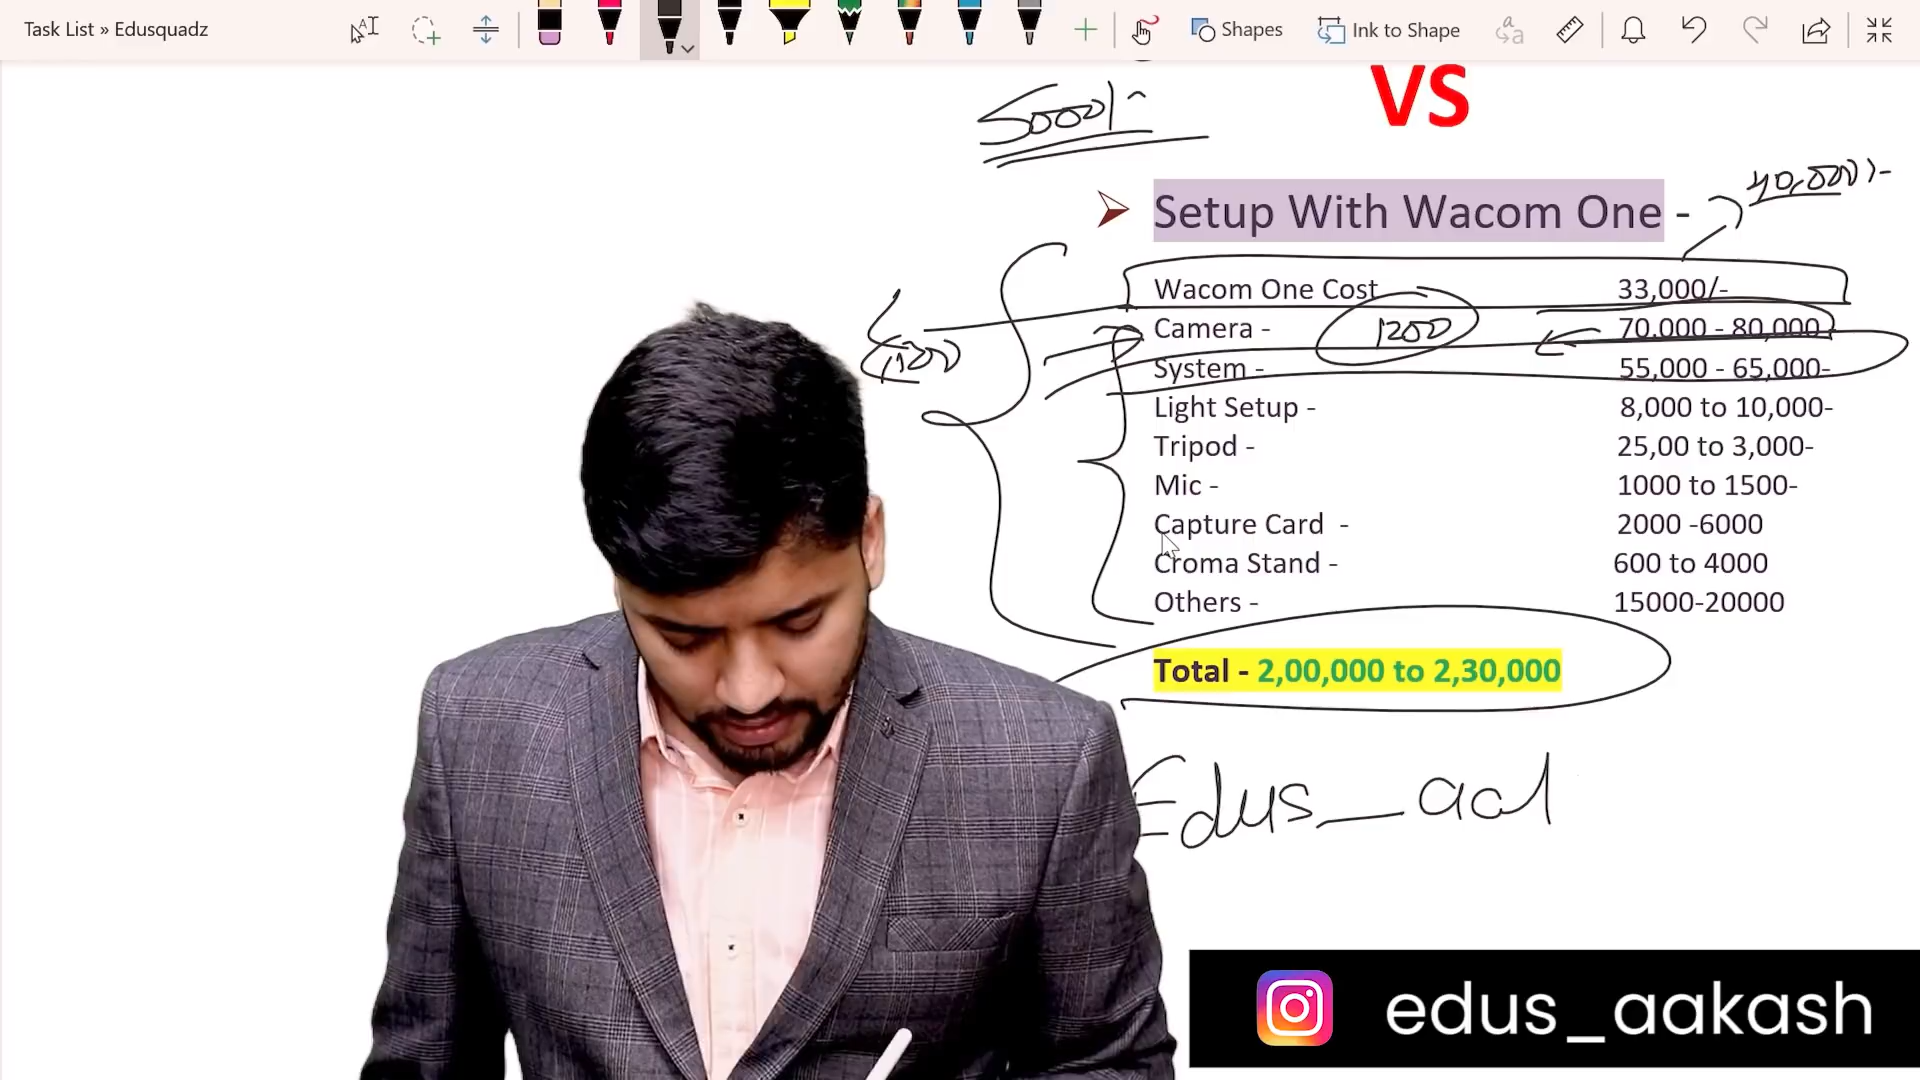 Task List » Edusquadz
Shapes
Ink to Shape
VS
5000/-
40,000/-
Setup With Wacom One -
Wacom One Cost 33,000/-
Camera - 1200 70,000 - 80,000
System - 55,000 - 65,000-
Light Setup - 8,000 to 10,000-
Tripod - 25,00 to 3,000-
Mic - 1000 to 1500-
Capture Card - 2000 -6000
Croma Stand - 600 to 4000
Others - 15000-20000
Total - 2,00,000 to 2,30,000
Edus_aal
edus_aakash